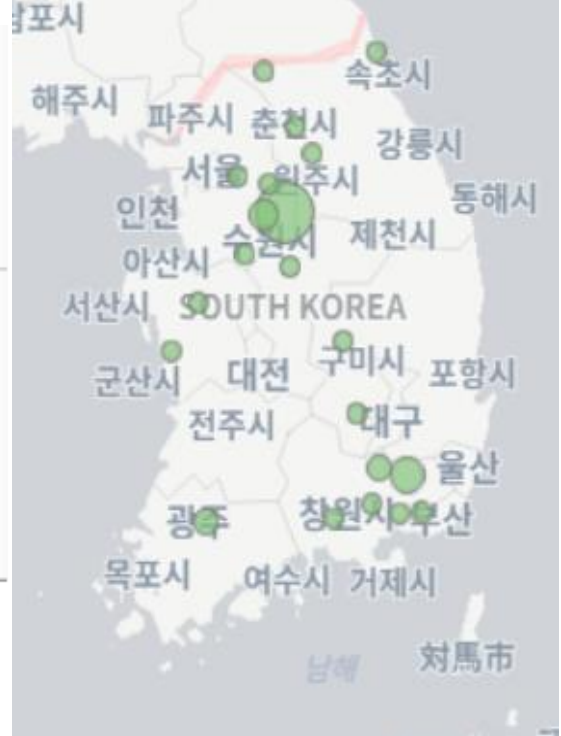 남포시
속초시
해주시
파주시
춘천시
강릉시
서울
원주시
동해시
인천
수원시
제천시
아산시
서산시
SOUTH KOREA
구미시
포항시
군산시
대전
대구
전주시
울산
광주
창원시
부산
목포시
여수시
거제시
対馬市
남해